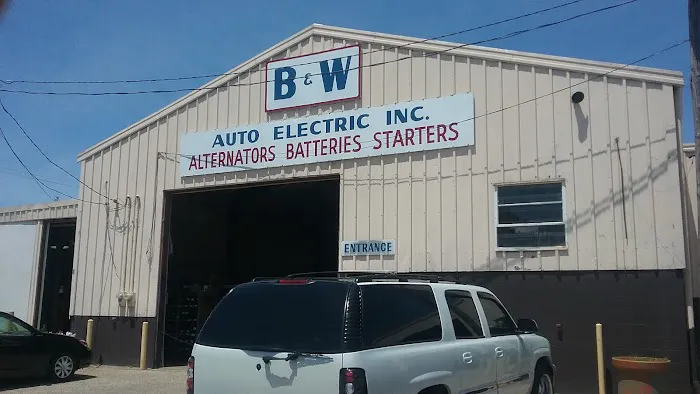 B & W
AUTO ELECTRIC INC.
ALTERNATORS BATTERIES STARTERS
ENTRANCE